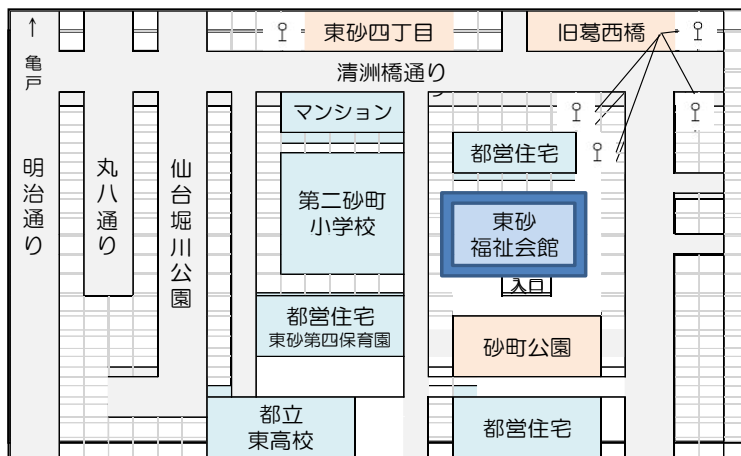 ↑
亀戸
東砂四丁目
旧葛西橋
清洲橋通り
マンション
都営住宅
明治通り
丸八通り
仙台堀川公園
第二砂町
小学校
東砂
福祉会館
入口
都営住宅
東砂第四保育園
砂町公園
都立
東高校
都営住宅